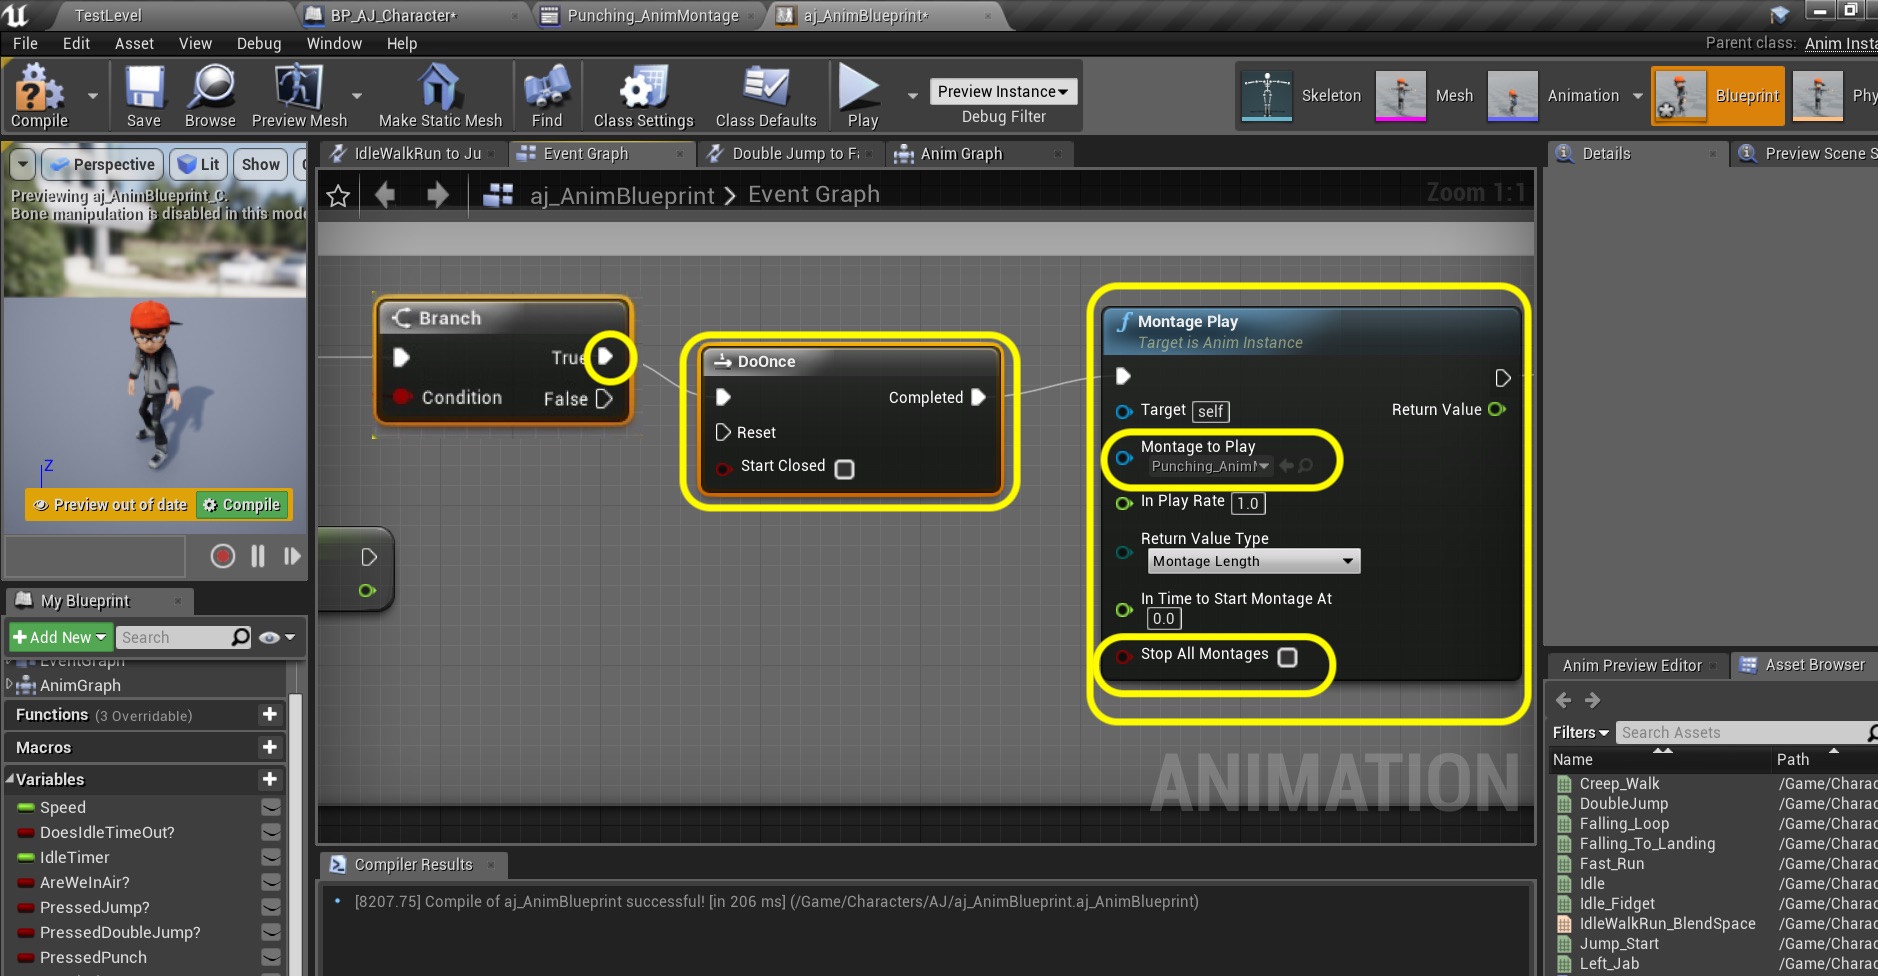 TestLevel
BP_AJ_Character*
Punching_AnimMontage
aj_AnimBlueprint*
File Edit Asset View Debug Window Help
Parent class: Anim Insta
Compile
Save
Browse
Preview Mesh
Make Static Mesh
Find
Class Settings
Class Defaults
Play
Preview Instance
Debug Filter
Skeleton
Mesh
Animation
Blueprint
Phy
Perspective
Lit
Show
Previewing aj_AnimBlueprint_C.
Bone manipulation is disabled in this mode
Z
Preview out of date
Compile
IdleWalkRun to Ju
Event Graph
Double Jump to Fa
Anim Graph
aj_AnimBlueprint > Event Graph
Zoom 1:1
Branch
True
Condition
False
DoOnce
Completed
Reset
Start Closed
Montage Play
Target is Anim Instance
Target self
Return Value
Montage to Play
Punching_AnimM
In Play Rate 1.0
Return Value Type
Montage Length
In Time to Start Montage At
0.0
Stop All Montages
ANIMATION
Compiler Results
[8207.75] Compile of aj_AnimBlueprint successful! [in 206 ms] (/Game/Characters/AJ/aj_AnimBlueprint.aj_AnimBlueprint)
My Blueprint
Add New
Search
EventGraph
AnimGraph
Functions (3 Overridable)
Macros
Variables
Speed
DoesIdleTimeOut?
IdleTimer
AreWeInAir?
PressedJump?
PressedDoubleJump?
PressedPunch
Details
Preview Scene S
Anim Preview Editor
Asset Browser
Filters
Search Assets
Name Path
Creep_Walk /Game/Charac
DoubleJump /Game/Charac
Falling_Loop /Game/Charac
Falling_To_Landing /Game/Charac
Fast_Run /Game/Charac
Idle /Game/Charac
Idle_Fidget /Game/Charac
IdleWalkRun_BlendSpace /Game/Charac
Jump_Start /Game/Charac
Left_Jab /Game/Charac